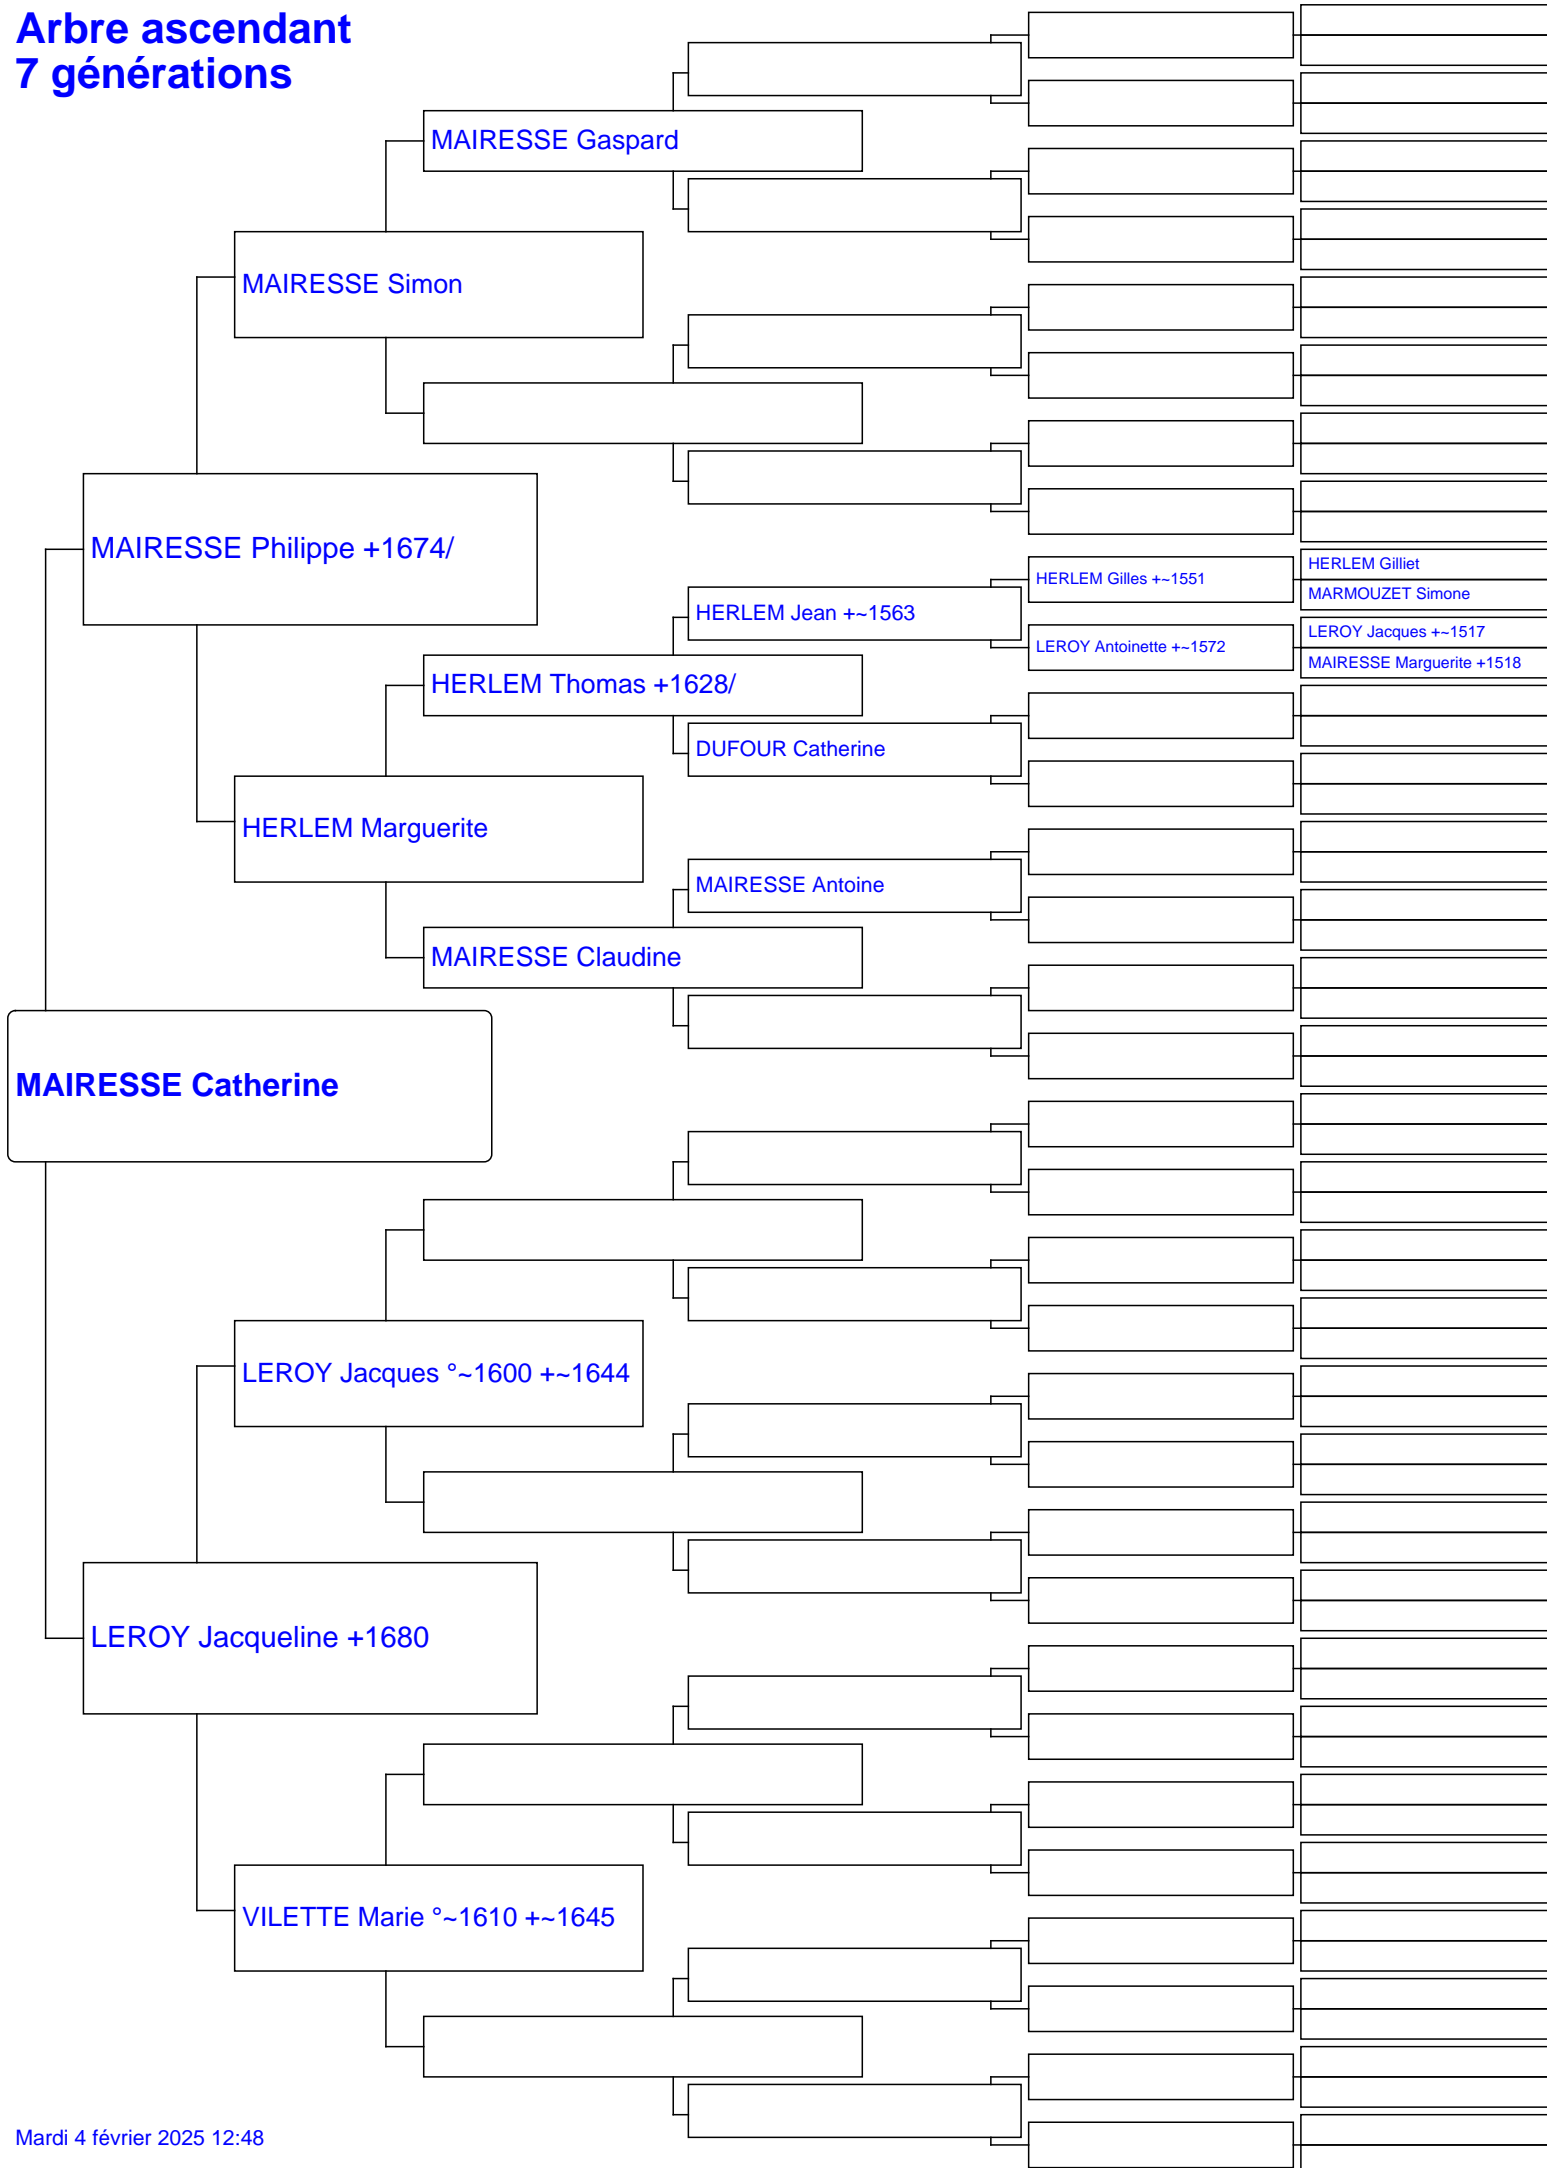 Arbre ascendant
7 générations
MAIRESSE Gaspard
MAIRESSE Simon
MAIRESSE Philippe +1674/
HERLEM Gilliet
HERLEM Gilles +~1551
MARMOUZET Simone
HERLEM Jean +~1563
LEROY Jacques +~1517
LEROY Antoinette +~1572
MAIRESSE Marguerite +1518
HERLEM Thomas +1628/
DUFOUR Catherine
HERLEM Marguerite
MAIRESSE Antoine
MAIRESSE Claudine
MAIRESSE Catherine
LEROY Jacques °~1600 +~1644
LEROY Jacqueline +1680
VILETTE Marie °~1610 +~1645
Mardi 4 février 2025 12:48